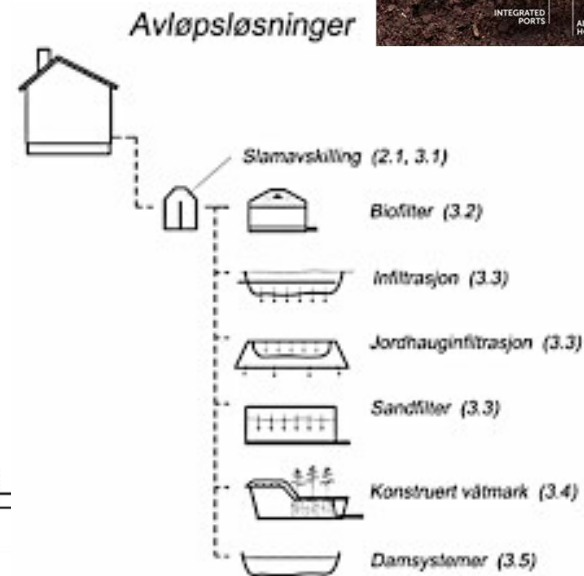 Avløpsløsninger
INTEGRATED
PORTS
Slamavskilling (2.1, 3.1)
Biofilter (3.2)
Infiltrasjon (3.3)
Jordhauginfiltrasjon (3.3)
Sandfilter (3.3)
Konstruert våtmark (3.4)
Damsystemer (3.5)